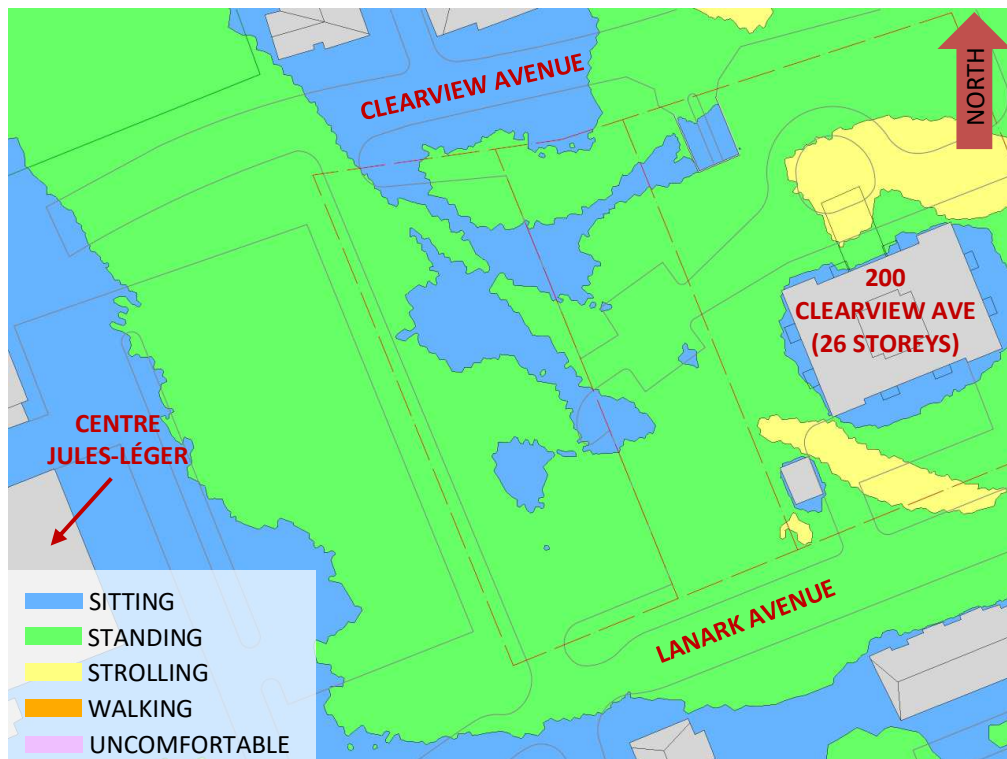 CLEARVIEW AVENUE
NORTH
200
CLEARVIEW AVE
(26 STOREYS)
CENTRE
JULES-LÉGER
LANARK AVENUE
SITTING
STANDING
STROLLING
WALKING
UNCOMFORTABLE